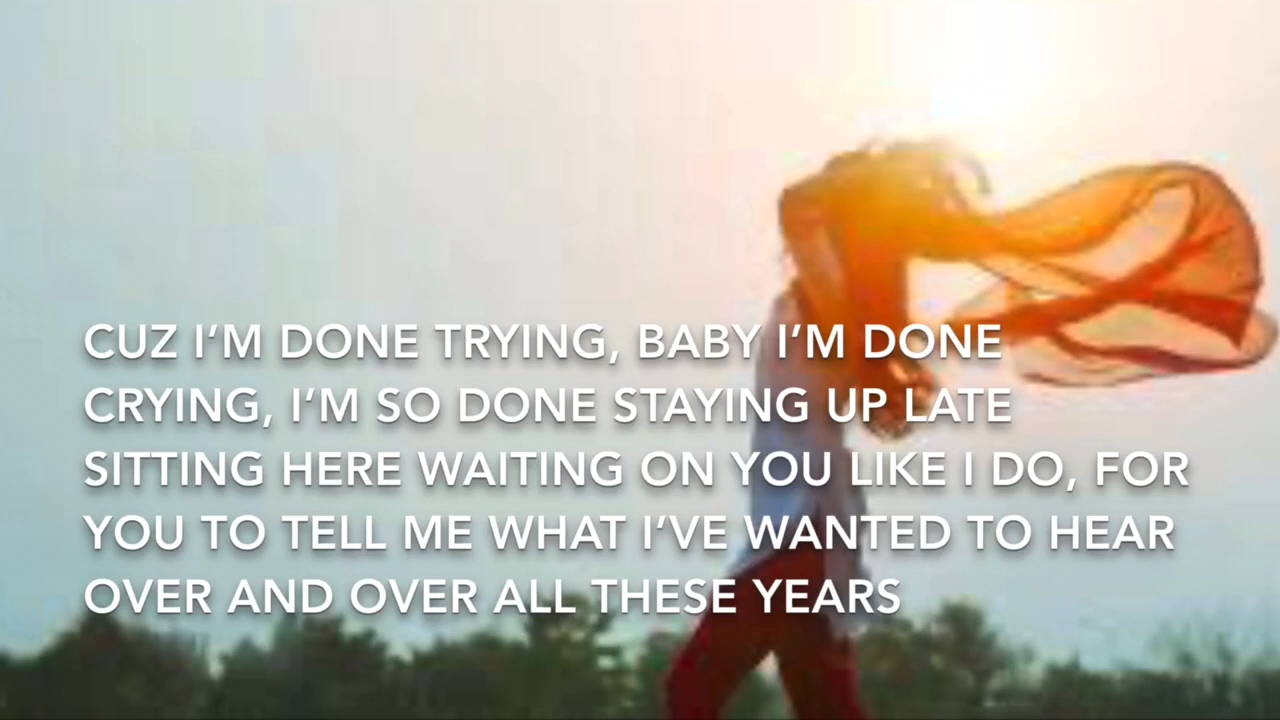 CUZ I’M DONE TRYING, BABY I’M DONE
CRYING, I’M SO DONE STAYING UP LATE
SITTING HERE WAITING ON YOU LIKE I DO, FOR
YOU TO TELL ME WHAT I’VE WANTED TO HEAR
OVER AND OVER ALL THESE YEARS